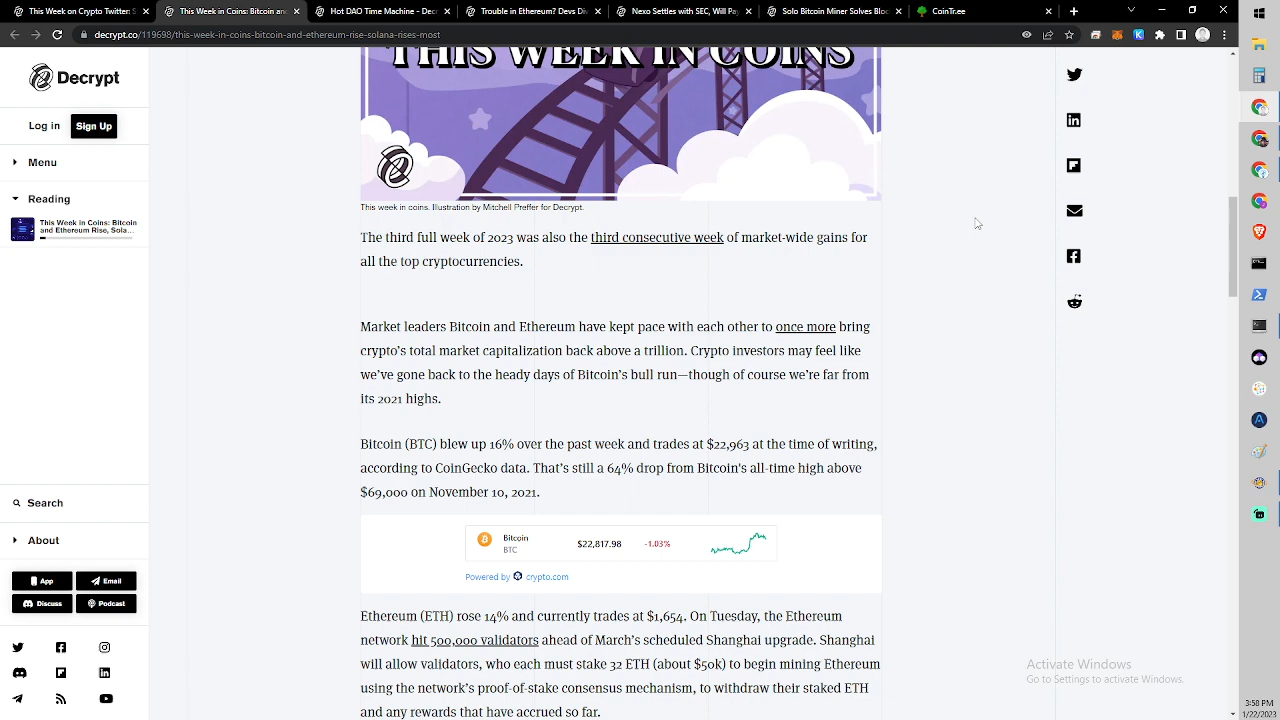 This Week on Crypto Twitter: S
This Week in Coins: Bitcoin and
Hot DAO Time Machine - Decr
Trouble in Ethereum? Devs Div
Nexo Settles with SEC, Will Pay
Solo Bitcoin Miner Solves Bloc
CoinTree
decrypt.co/119698/this-week-in-coins-bitcoin-and-ethereum-rise-solana-rises-most
Decrypt
Log in
Sign Up
Menu
Reading
This Week In Coins: Bitcoin
and Ethereum Rise, Sola...
Search
About
App
Email
Discuss
Podcast
THIS WEEK IN COINS
This week in coins. Illustration by Mitchell Preffer for Decrypt.
The third full week of 2023 was also the third consecutive week of market-wide gains for
all the top cryptocurrencies.
Market leaders Bitcoin and Ethereum have kept pace with each other to once more bring
crypto's total market capitalization back above a trillion. Crypto investors may feel like
we've gone back to the heady days of Bitcoin's bull run—though of course we're far from
its 2021 highs.
Bitcoin (BTC) blew up 16% over the past week and trades at $22,963 at the time of writing,
according to CoinGecko data. That's still a 64% drop from Bitcoin's all-time high above
$69,000 on November 10, 2021.
Bitcoin
BTC
$22,817.98
-1.03%
Powered by crypto.com
Ethereum (ETH) rose 14% and currently trades at $1,654. On Tuesday, the Ethereum
network hit 500,000 validators ahead of March's scheduled Shanghai upgrade. Shanghai
will allow validators, who each must stake 32 ETH (about $50k) to begin mining Ethereum
using the network's proof-of stake consensus mechanism, to withdraw their staked ETH
and any rewards that have accrued so far.
Activate Windows
Go to Settings to activate Windows.
3:58 PM
1/22/2023